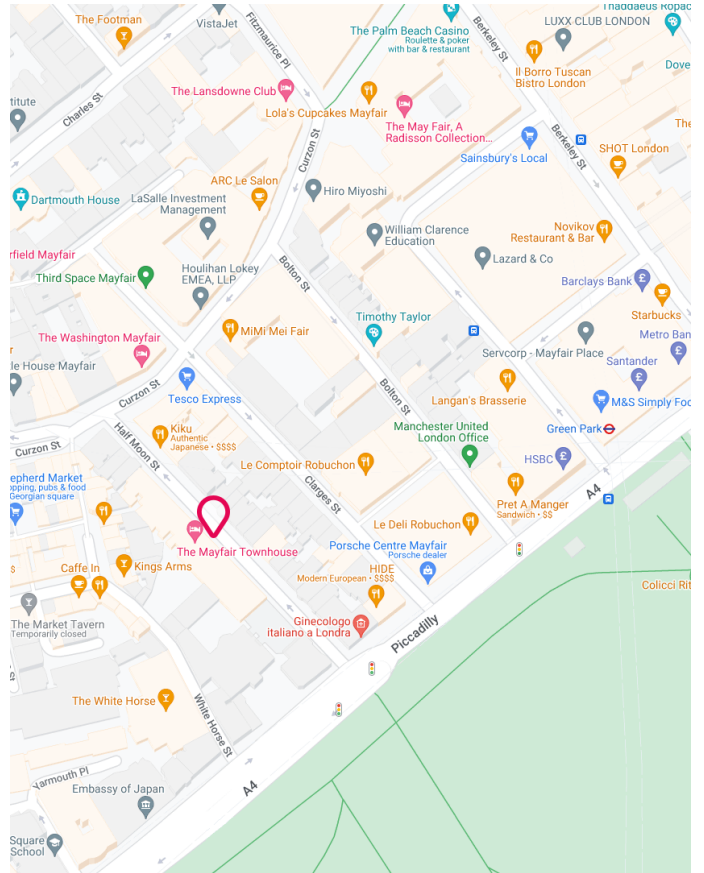 The Footman
VistaJet
Fitzmaurice Pl
The Palm Beach Casino
Roulette & poker
with bar & restaurant
Berkeley St
Thaddaeus Ropac
LUXX CLUB LONDON
Il Borro Tuscan
Bistro London
Dove
The Lansdowne Club
Lola's Cupcakes Mayfair
The May Fair, A
Radisson Collection...
titute
Charles St
Curzon St
Berkeley St
The
Sainsbury's Local
SHOT London
ARC Le Salon
Hiro Miyoshi
Dartmouth House
LaSalle Investment
Management
William Clarence
Education
Novikov
Restaurant & Bar
Lazard & Co
rfield Mayfair
Third Space Mayfair
Houlihan Lokey
EMEA, LLP
Bolton St
Barclays Bank
Starbucks
Timothy Taylor
MiMi Mei Fair
The Washington Mayfair
Servcorp - Mayfair Place
Metro Ban
Santander
r
le House Mayfair
Curzon St
Tesco Express
Bolton St
Langan's Brasserie
M&S Simply Foo
Manchester United
London Office
Green Park
Half Moon St
Kiku
Authentic
Japanese • $$$$
Curzon St
HSBC
Le Comptoir Robuchon
Clarges St
epherd Market
opping, pubs & food
Georgian square
Pret A Manger
Sandwich • $$
A4
Le Deli Robuchon
The Mayfair Townhouse
Porsche Centre Mayfair
Porsche dealer
s
Caffe In
Kings Arms
HIDE
Modern European • $$$$
Colicci Rit
The Market Tavern
Temporarily closed
Ginecologo
italiano a Londra
Piccadilly
St
The White Horse
White Horse St
Yarmouth Pl
Embassy of Japan
A4
Square
School